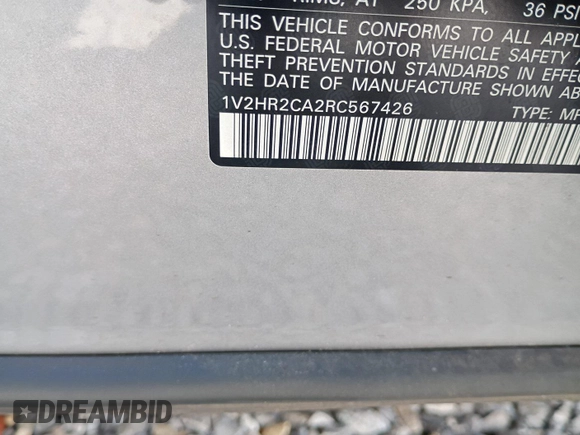 RIMS, AT 250 KPA, 36 PSI
THIS VEHICLE CONFORMS TO ALL APPL
U.S. FEDERAL MOTOR VEHICLE SAFETY A
THEFT PREVENTION STANDARDS IN EFFE
THE DATE OF MANUFACTURE SHOWN AB
1V2HR2CA2RC567426
TYPE: MP
DREAMBID